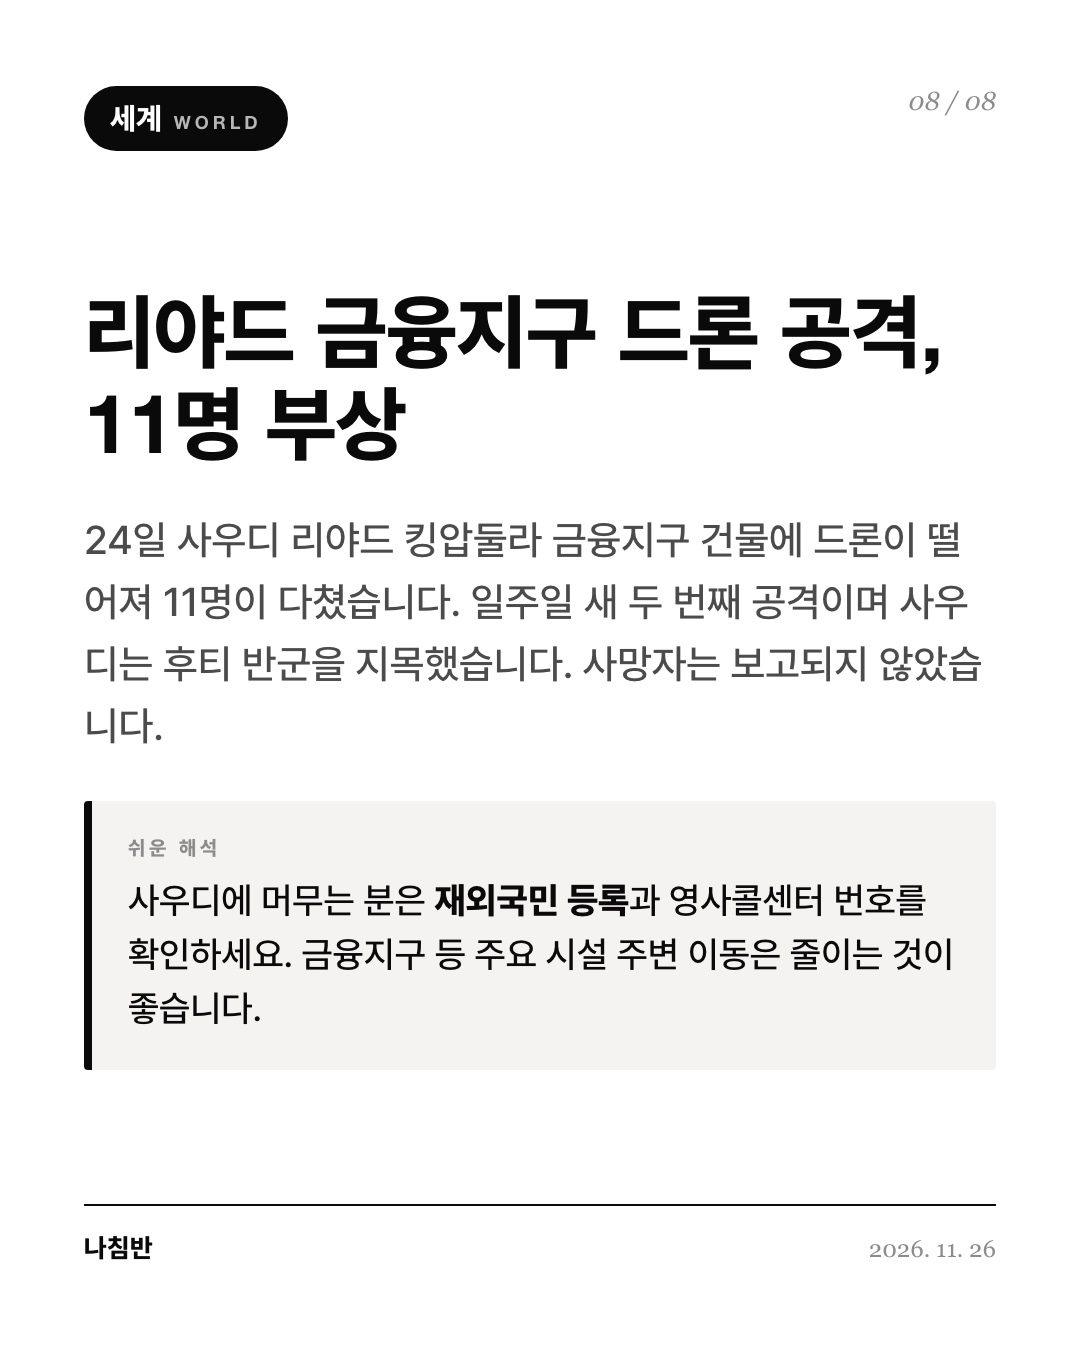 세계 WORLD
08 / 08
리야드 금융지구 드론 공격,
11명 부상
24일 사우디 리야드 킹압둘라 금융지구 건물에 드론이 떨
어져 11명이 다쳤습니다. 일주일 새 두 번째 공격이며 사우
디는 후티 반군을 지목했습니다. 사망자는 보고되지 않았습
니다.
쉬운 해석
사우디에 머무는 분은 재외국민 등록과 영사콜센터 번호를
확인하세요. 금융지구 등 주요 시설 주변 이동은 줄이는 것이
좋습니다.
나침반
2026. 11. 26